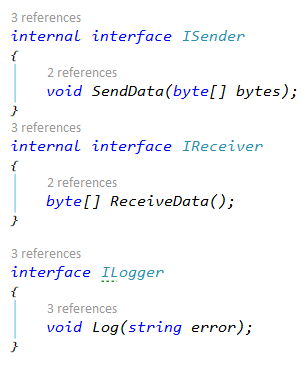 3 references
internal interface ISender
{
2 references
void SendData(byte[] bytes);
}
3 references
internal interface IReceiver
{
2 references
byte[] ReceiveData();
}
3 references
interface ILogger
{
3 references
void Log(string error);
}